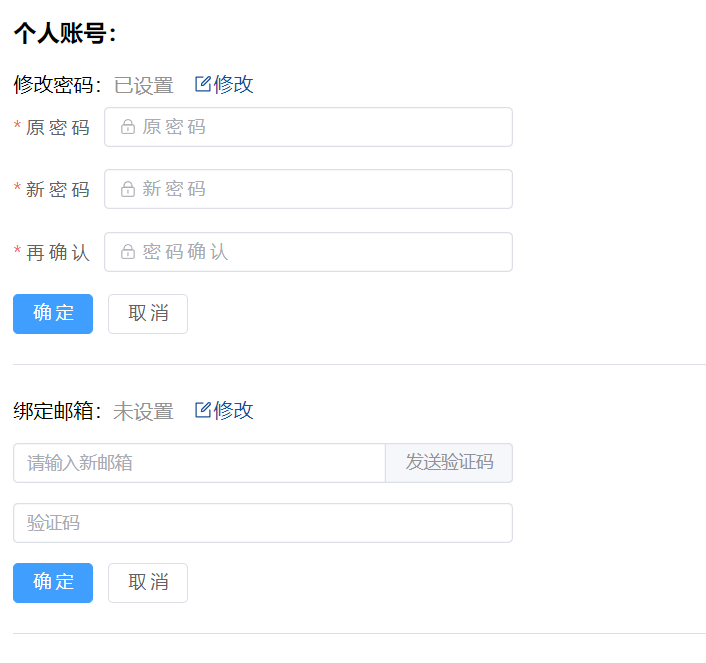 个人账号：
修改密码：已设置 修改
* 原密码 原密码
* 新密码 新密码
* 再确认 密码确认
确定 取消
绑定邮箱：未设置 修改
请输入新邮箱 发送验证码
验证码
确定 取消